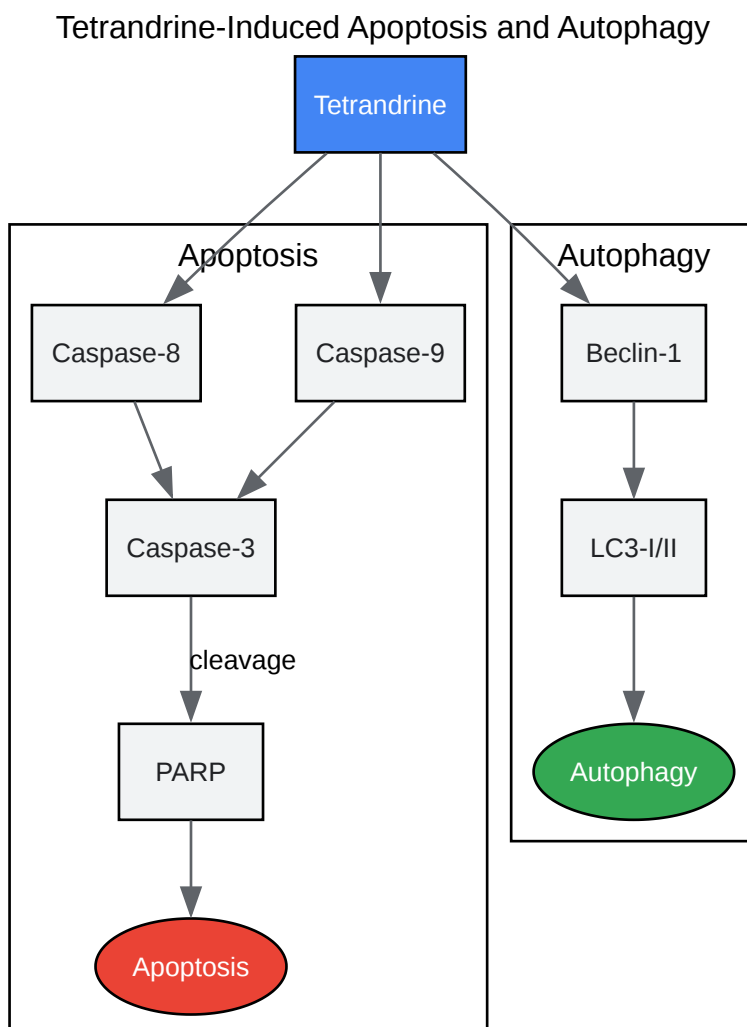 Tetrandrine-Induced Apoptosis and Autophagy
Tetrandrine
Apoptosis
Autophagy
Caspase-8
Caspase-9
Beclin-1
Caspase-3
LC3-I/II
cleavage
PARP
Autophagy
Apoptosis